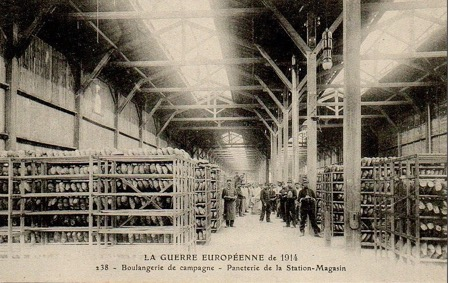 LA GUERRE EUROPÉENNE de 1914
238 - Boulangerie de campagne - Paneterie de la Station-Magasin